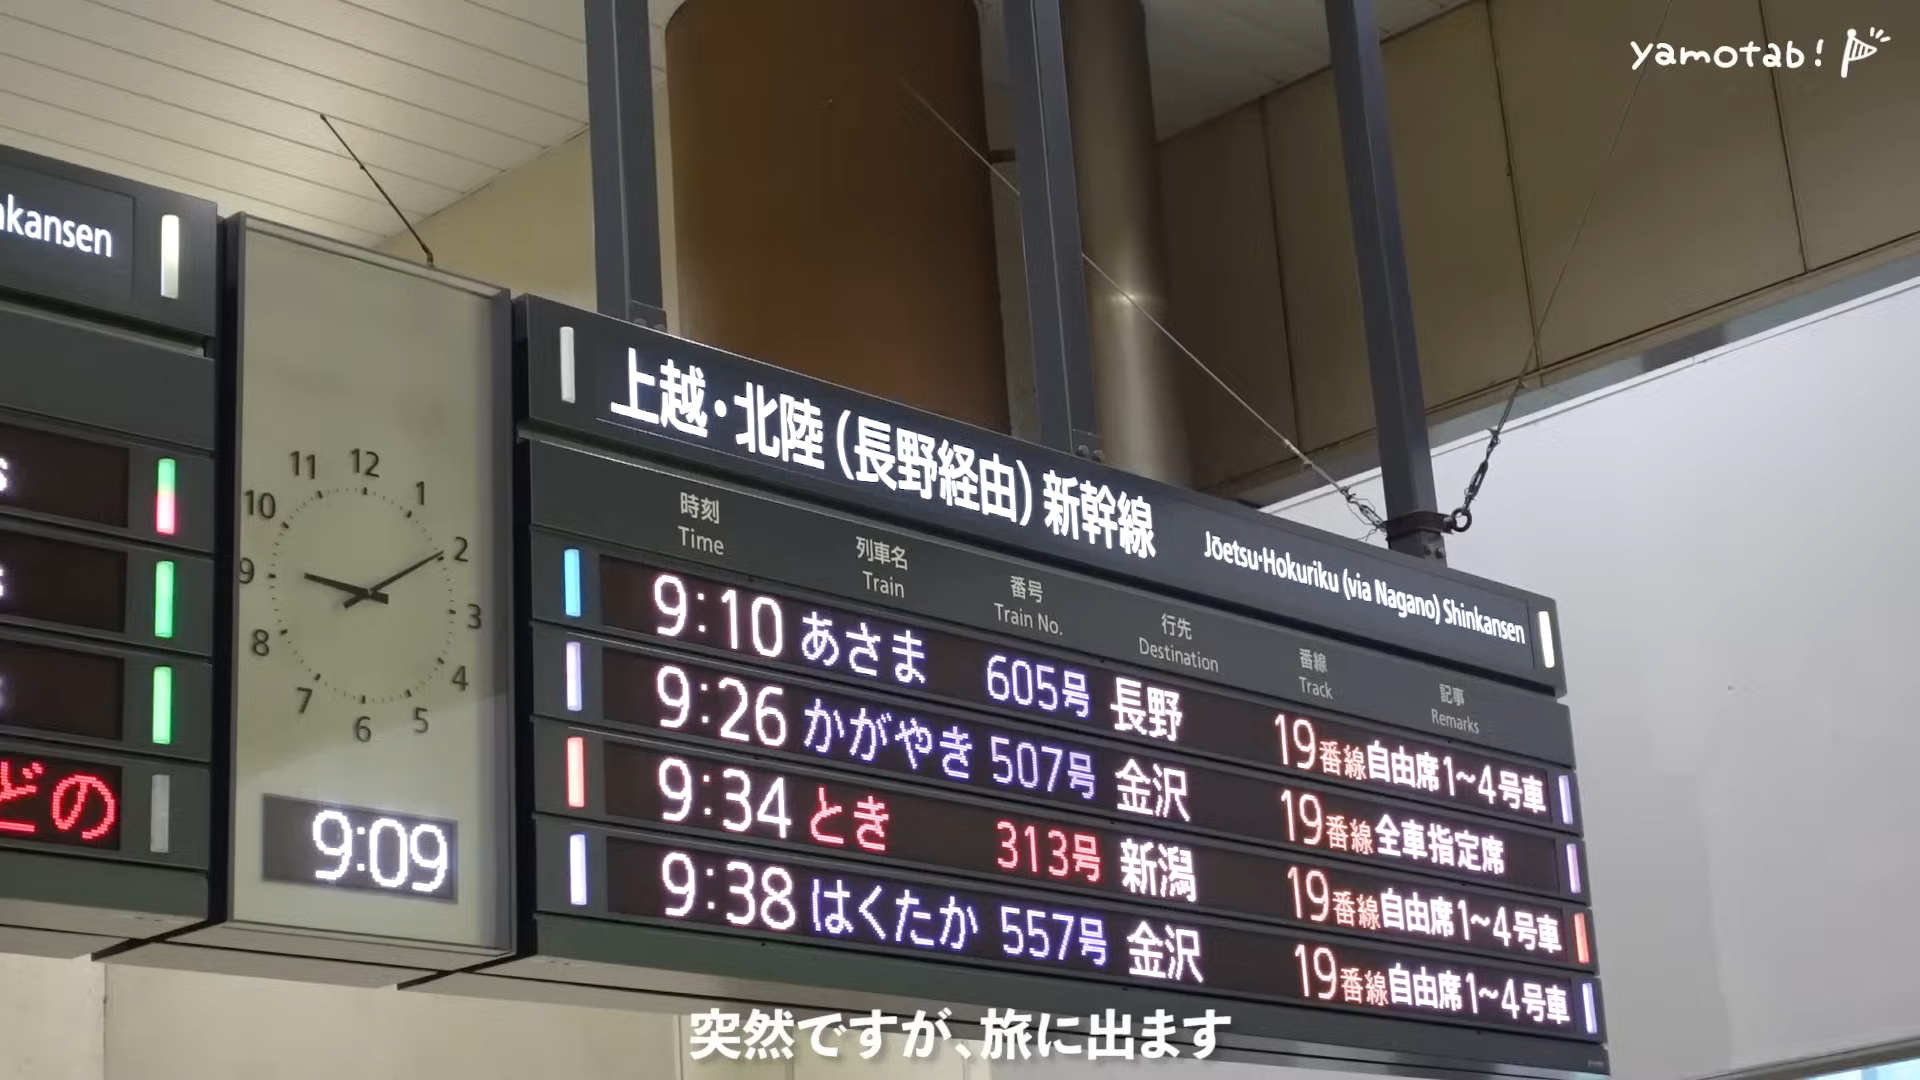 yamotab!
nkansen
どの
11 12 1
10 2
9 3
8 4
7 6 5
9:09
上越・北陸(長野経由)新幹線 Jōetsu·Hokuriku (via Nagano) Shinkansen
時刻 列車名 番号 行先 番線 記事
Time Train Train No. Destination Track Remarks
9:10 あさま 605号 長野 19番線 自由席1~4号車
9:26 かがやき 507号 金沢 19番線 全車指定席
9:34 とき 313号 新潟 19番線 自由席1~4号車
9:38 はくたか 557号 金沢 19番線 自由席1~4号車
突然ですが、旅に出ます